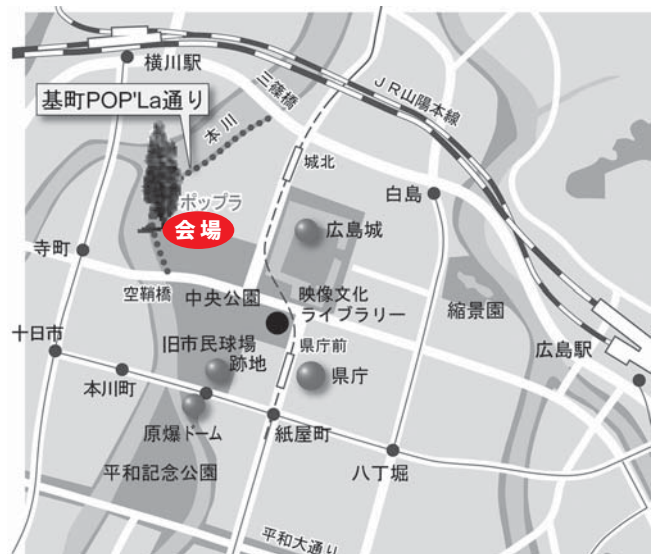 横川駅
基町POP'La通り
三篠橋
JR山陽本線
本川
城北
白島
ポップラ
会場
広島城
寺町
空鞘橋
中央公園
映像文化
ライブラリー
縮景園
十日市
旧市民球場
跡地
県庁前
広島駅
本川町
県庁
原爆ドーム
紙屋町
八丁堀
平和記念公園
平和大通り